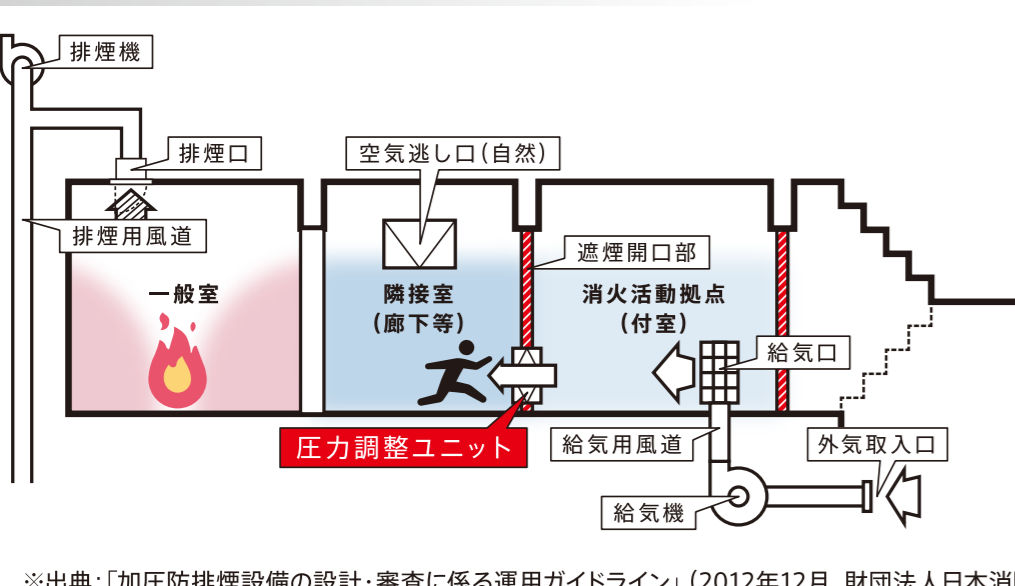 排煙機
排煙口
空気逃し口(自然)
排煙用風道
遮煙開口部
一般室
隣接室
(廊下等)
消火活動拠点
(付室)
給気口
圧力調整ユニット
給気用風道
外気取入口
給気機
※出典:「加圧防排煙設備の設計・審査に係る運用ガイドライン」(2012年12月 財団法人日本消